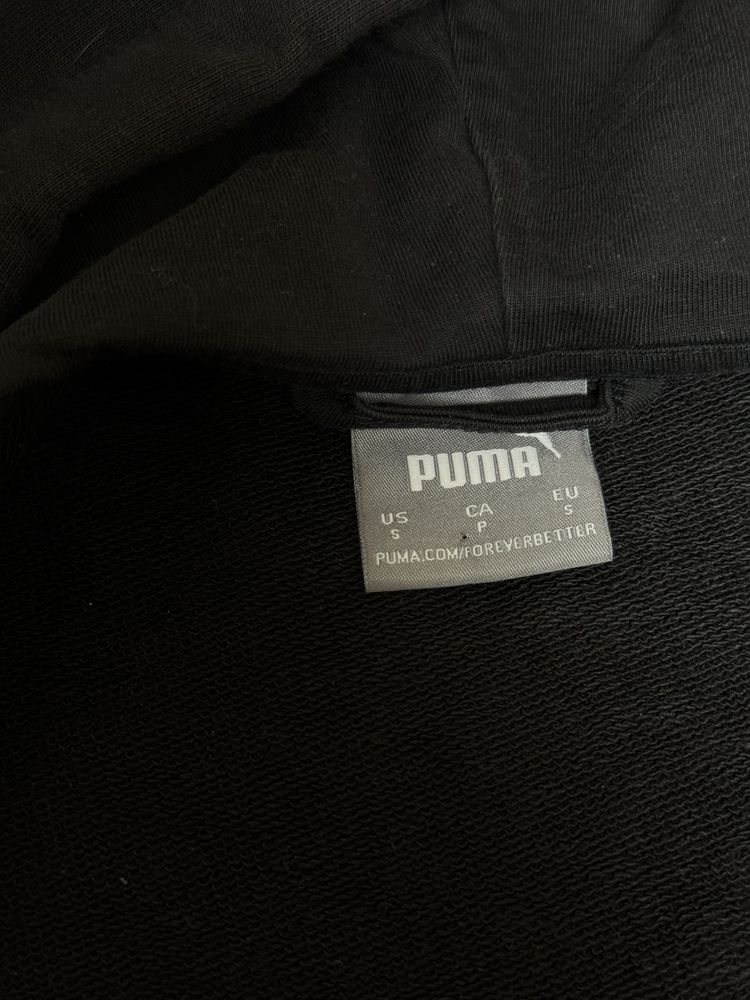 PUMA
US CA EU
S P S
PUMA.COM/FOREVERBETTER